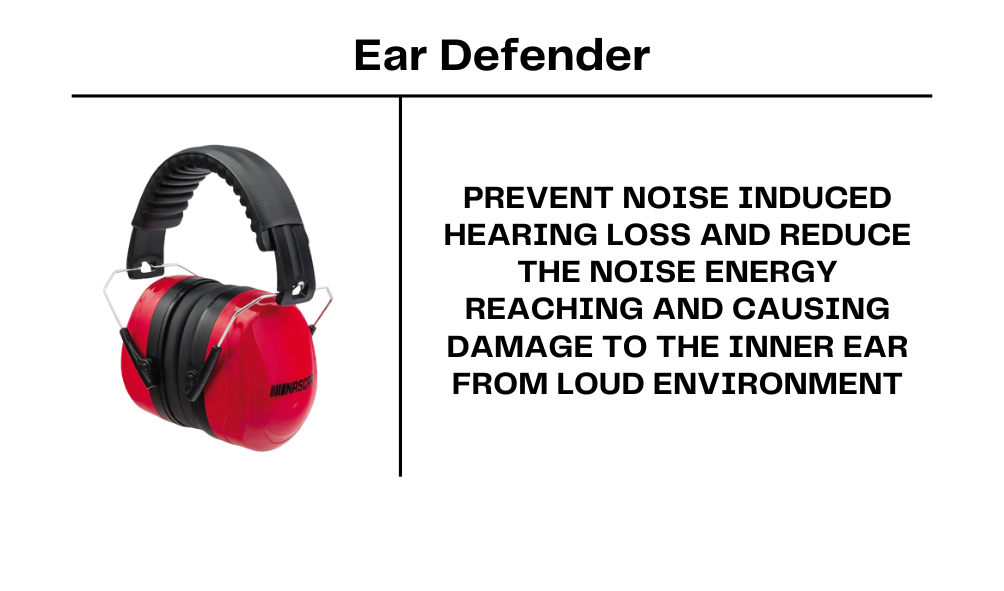 Ear Defender
PREVENT NOISE INDUCED
HEARING LOSS AND REDUCE
THE NOISE ENERGY
REACHING AND CAUSING
DAMAGE TO THE INNER EAR
FROM LOUD ENVIRONMENT
NASCAR